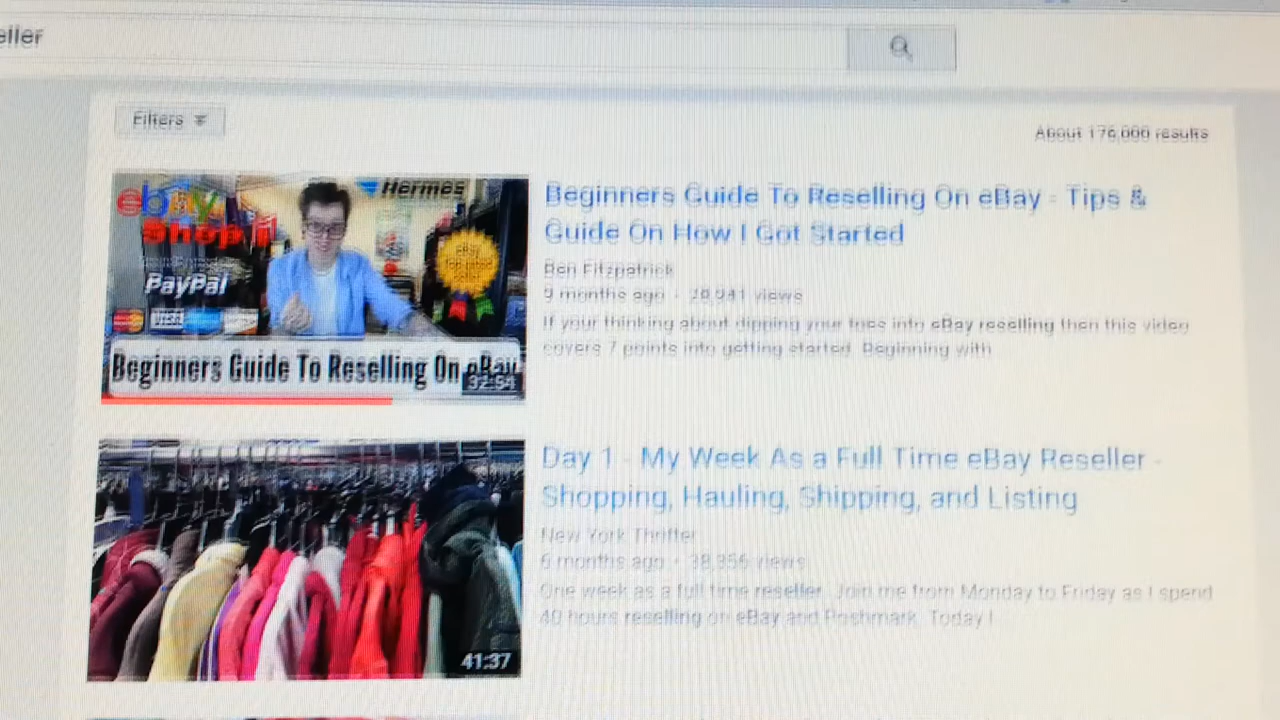 eller
Filters
About 176,000 results
ebay
Shop
Hermes
PayPal
VISA
eBay
Top-rated
seller
Beginners Guide To Reselling On eBay
32:54
Beginners Guide To Reselling On eBay - Tips &
Guide On How I Got Started
Ben Fitzpatrick
9 months ago · views
If your thinking about dipping your toes into eBay reselling then this video
covers 7 points into getting started. Beginning with
41:37
Day 1 - My Week As a Full Time eBay Reseller -
Shopping, Hauling, Shipping, and Listing
New York Thrifter
6 months ago · 38,356 views
One week as a full time reseller. Join me from Monday to Friday as I spend
40 hours reselling on eBay and Poshmark. Today I